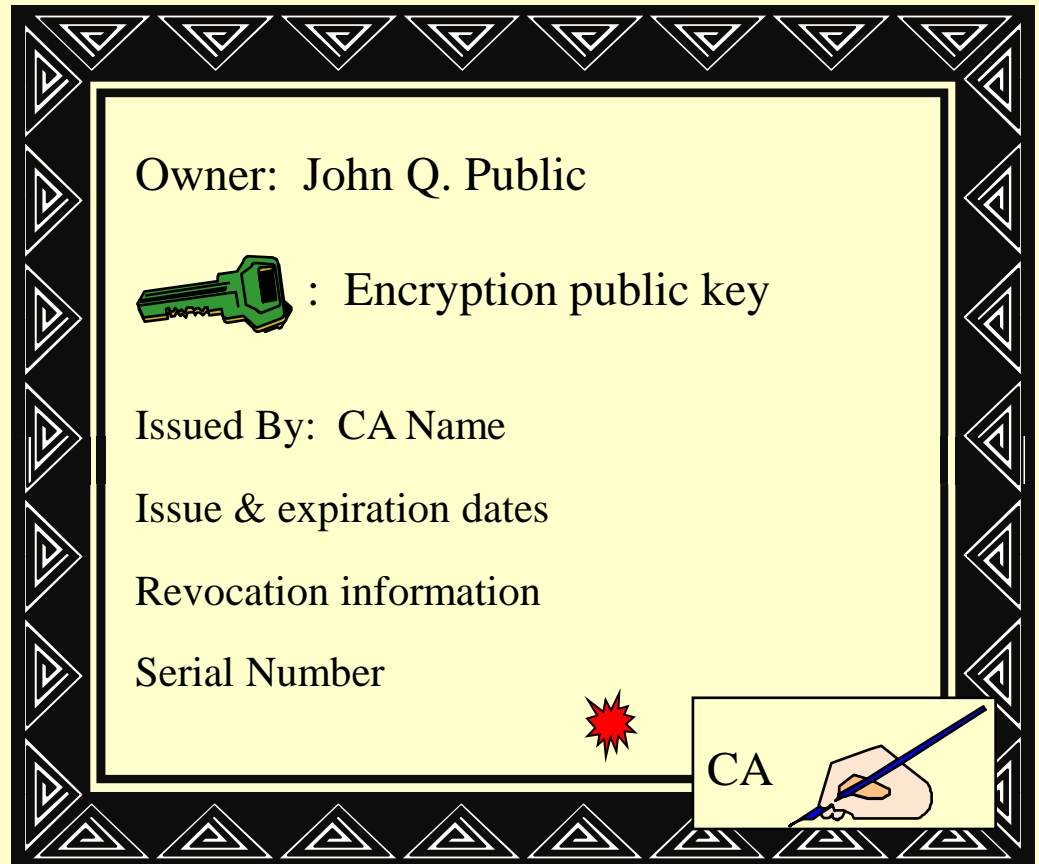 Owner: John Q. Public
: Encryption public key
Issued By: CA Name
Issue & expiration dates
Revocation information
Serial Number
CA